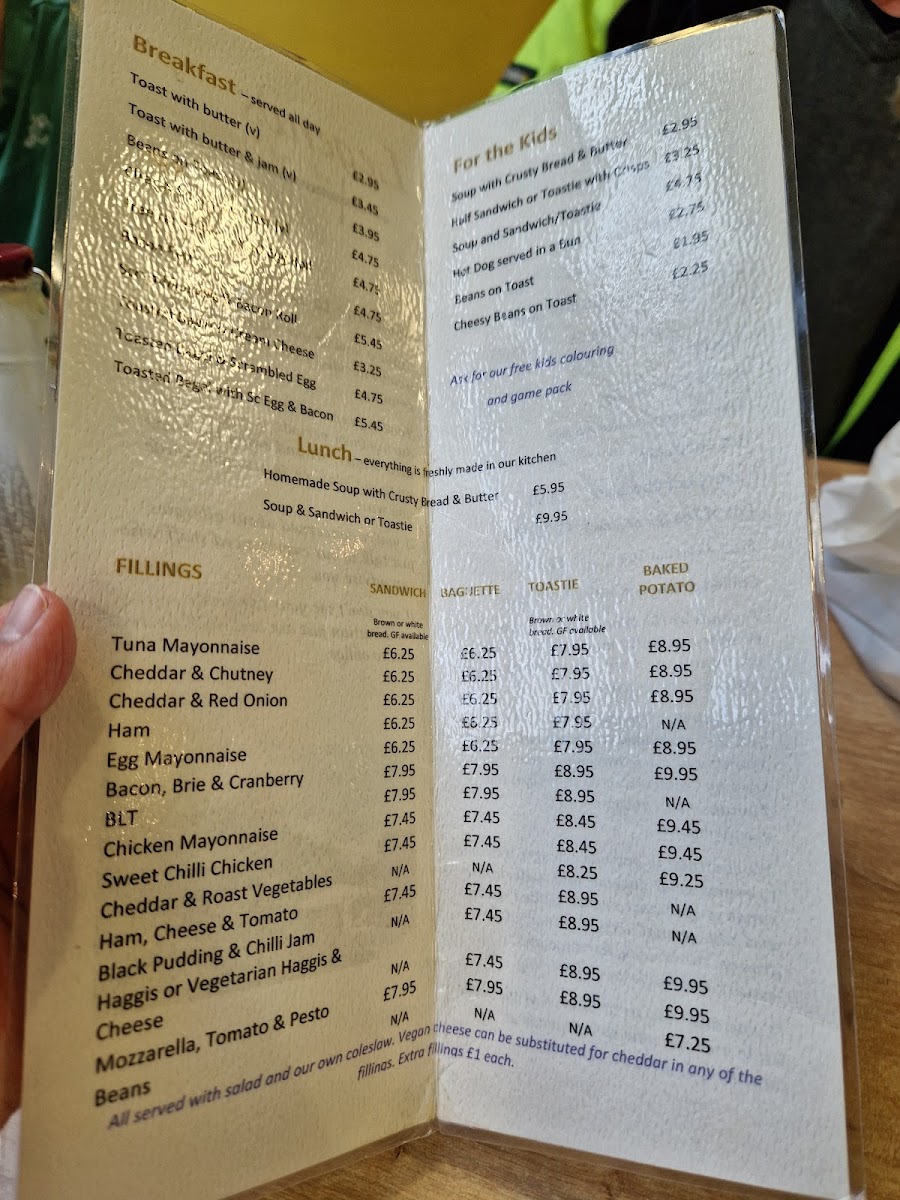 Breakfast – served all day
Toast with butter (v) £2.95
Toast with butter & jam (v) £3.45
Beans on £3.95
£4.75
£4.75
£4.75
Bacon Roll £5.45
Cheese £3.25
Toasted & Scrambled Egg £4.75
Toasted Bagel with Sc Egg & Bacon £5.45
For the Kids
Soup with Crusty Bread & Butter £2.95
Half Sandwich or Toastie with Crisps £3.25
Soup and Sandwich/Toastie £4.75
Hot Dog served in a Bun £2.75
Beans on Toast £1.95
Cheesy Beans on Toast £2.25
Ask for our free kids colouring
and game pack
Lunch – everything is freshly made in our kitchen
Homemade Soup with Crusty Bread & Butter £5.95
Soup & Sandwich or Toastie £9.95
FILLINGS SANDWICH BAGUETTE TOASTIE BAKED POTATO
Brown or white bread. GF available Brown or white bread. GF available
Tuna Mayonnaise £6.25 £6.25 £7.95 £8.95
Cheddar & Chutney £6.25 £6.25 £7.95 £8.95
Cheddar & Red Onion £6.25 £6.25 £7.95 £8.95
Ham £6.25 £6.25 £7.95 N/A
Egg Mayonnaise £6.25 £6.25 £7.95 £8.95
Bacon, Brie & Cranberry £7.95 £7.95 £8.95 £9.95
BLT £7.95 £7.95 £8.95 N/A
Chicken Mayonnaise £7.45 £7.45 £8.45 £9.45
Sweet Chilli Chicken £7.45 £7.45 £8.45 £9.45
Cheddar & Roast Vegetables N/A N/A £8.25 £9.25
Ham, Cheese & Tomato £7.45 £7.45 £8.95 N/A
Black Pudding & Chilli Jam N/A £7.45 £8.95 N/A
Haggis or Vegetarian Haggis &
Cheese N/A £7.45 £8.95 £9.95
Mozzarella, Tomato & Pesto £7.95 £7.95 £8.95 £9.95
Beans N/A N/A N/A £7.25
All served with salad and our own coleslaw. Vegan cheese can be substituted for cheddar in any of the
fillings. Extra fillings £1 each.